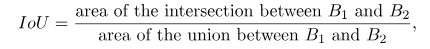 IoU = area of the intersection between B₁ and B₂ / area of the union between B₁ and B₂,